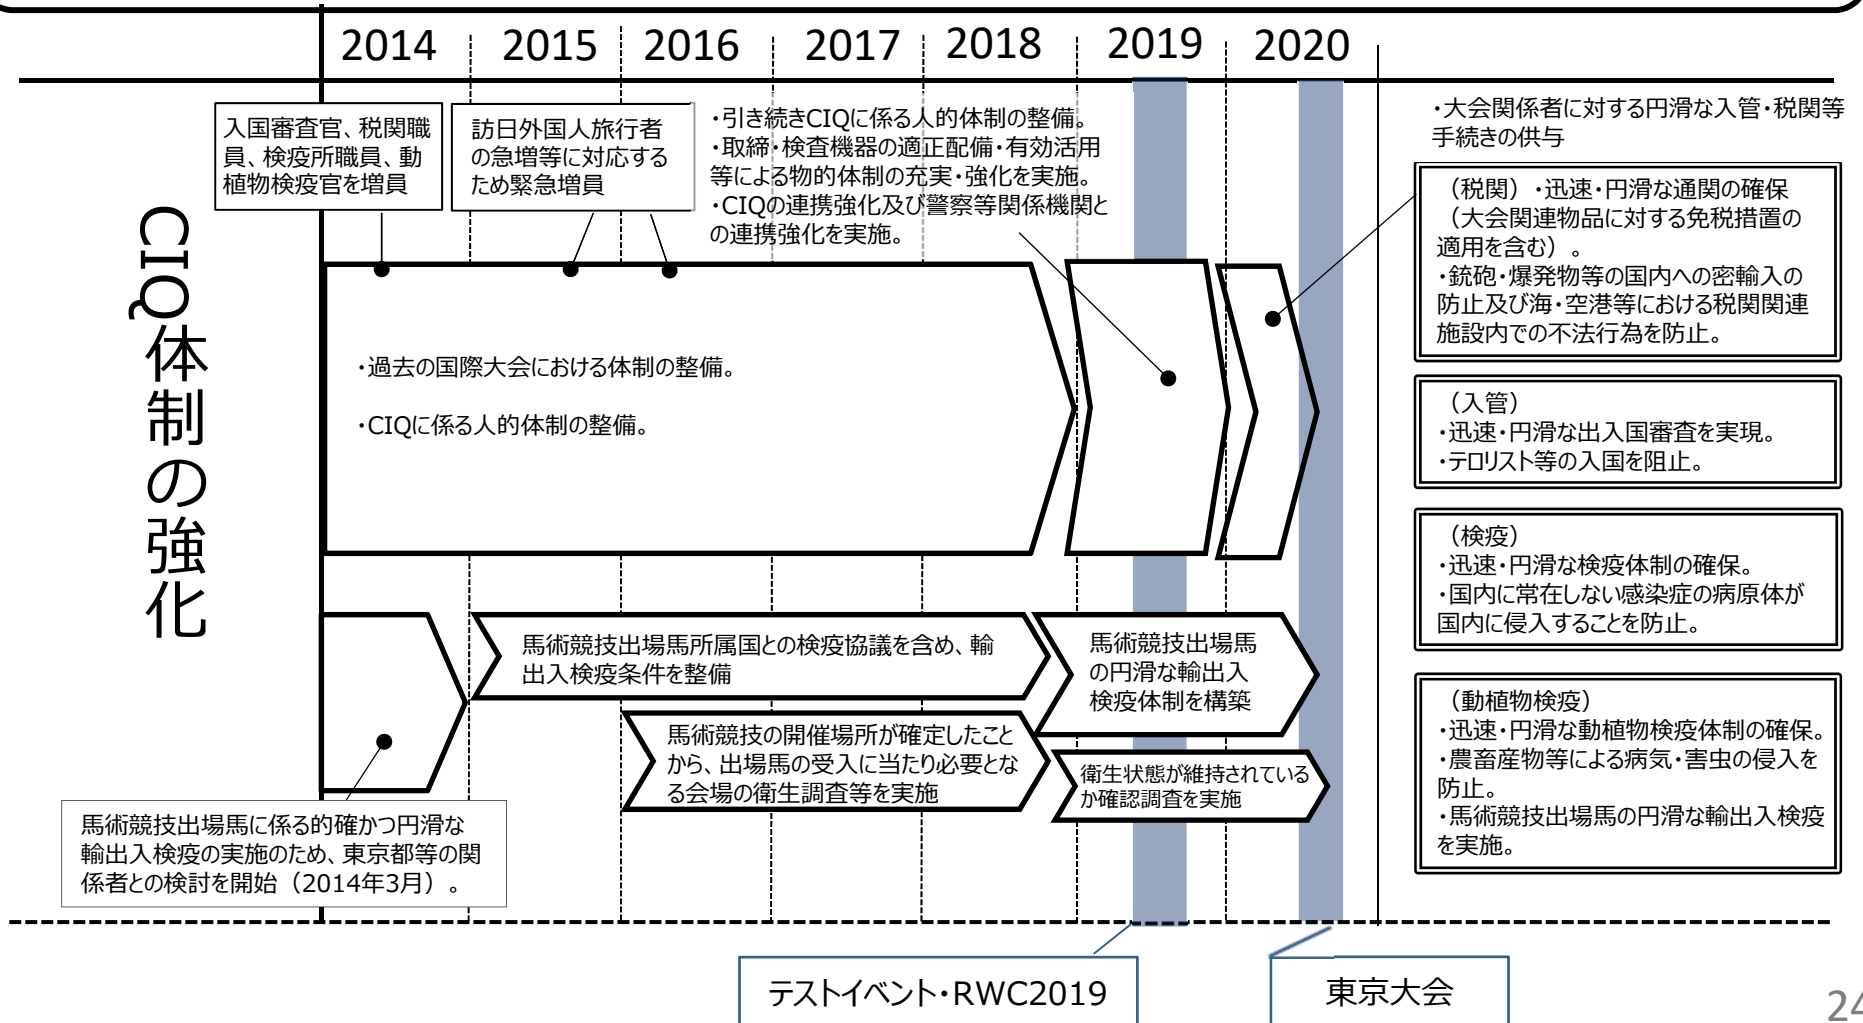 2014
2015
2016
2017
2018
2019
2020
CIQ体制の強化
入国審査官、税関職
員、検疫所職員、動
植物検疫官を増員
訪日外国人旅行者
の急増等に対応する
ため緊急増員
・引き続きCIQに係る人的体制の整備。
・取締・検査機器の適正配備・有効活用
等による物的体制の充実・強化を実施。
・CIQの連携強化及び警察等関係機関と
の連携強化を実施。
・過去の国際大会における体制の整備。
・CIQに係る人的体制の整備。
馬術競技出場馬所属国との検疫協議を含め、輸
出入検疫条件を整備
馬術競技出場馬
の円滑な輸出入
検疫体制を構築
馬術競技の開催場所が確定したこと
から、出場馬の受入に当たり必要とな
る会場の衛生調査等を実施
衛生状態が維持されている
か確認調査を実施
馬術競技出場馬に係る的確かつ円滑な
輸出入検疫の実施のため、東京都等の関
係者との検討を開始（2014年3月）。
・大会関係者に対する円滑な入管・税関等
手続きの供与
（税関）・迅速・円滑な通関の確保
（大会関連物品に対する免税措置の
適用を含む）。
・銃砲・爆発物等の国内への密輸入の
防止及び海・空港等における税関関連
施設内での不法行為を防止。
（入管）
・迅速・円滑な出入国審査を実現。
・テロリスト等の入国を阻止。
（検疫）
・迅速・円滑な検疫体制の確保。
・国内に常在しない感染症の病原体が
国内に侵入することを防止。
（動植物検疫）
・迅速・円滑な動植物検疫体制の確保。
・農畜産物等による病気・害虫の侵入を
防止。
・馬術競技出場馬の円滑な輸出入検疫
を実施。
テストイベント・RWC2019
東京大会
24